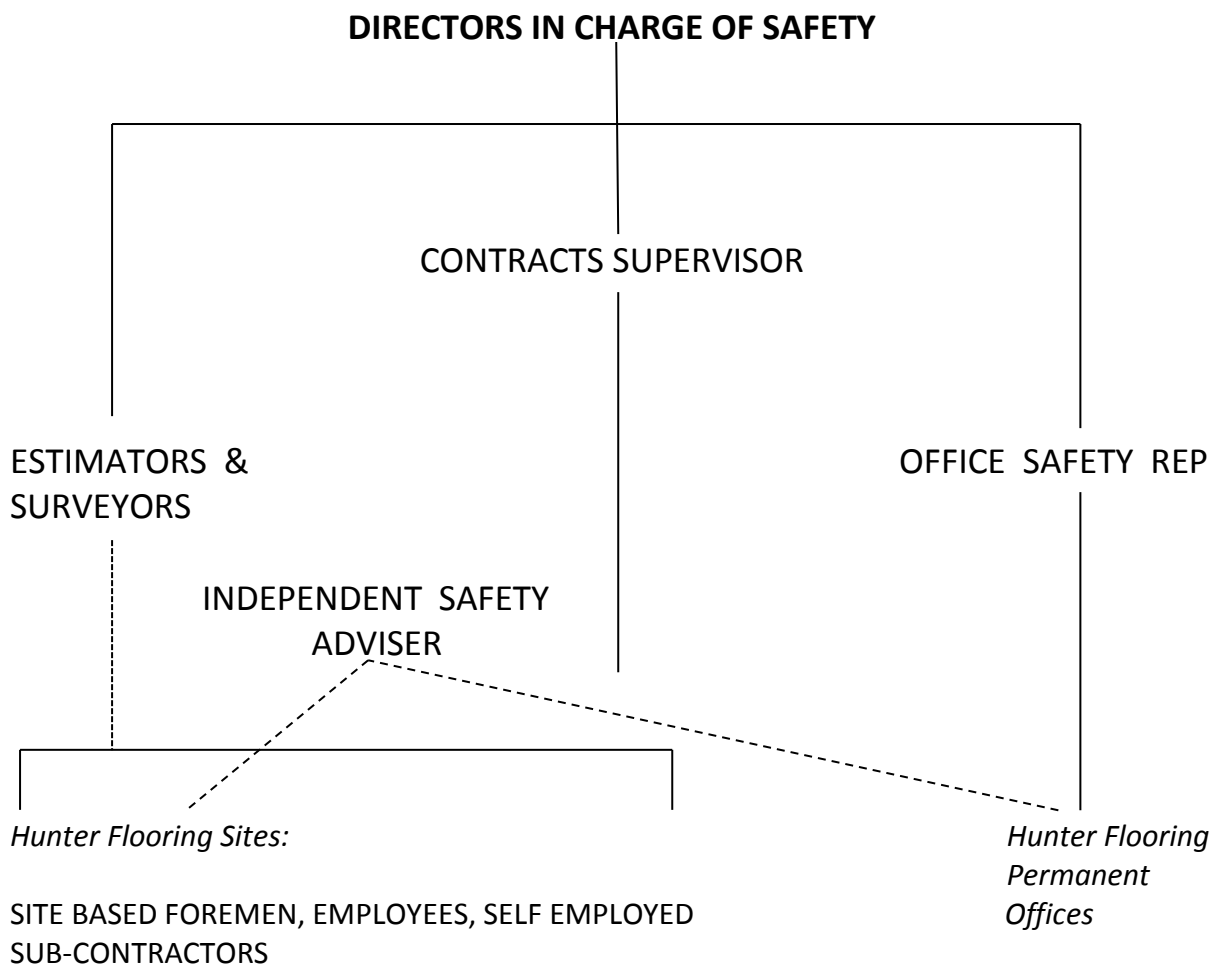 DIRECTORS IN CHARGE OF SAFETY
CONTRACTS SUPERVISOR
ESTIMATORS &
SURVEYORS
OFFICE SAFETY REP
INDEPENDENT SAFETY
ADVISER
Hunter Flooring Sites:
SITE BASED FOREMEN, EMPLOYEES, SELF EMPLOYED
SUB-CONTRACTORS
Hunter Flooring
Permanent
Offices